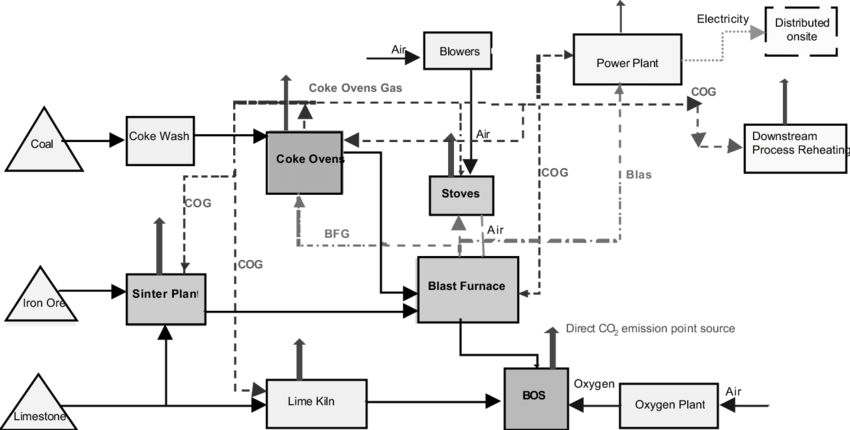 Electricity
Distributed
onsite
Air
Blowers
Power Plant
Coke Ovens Gas
COG
Coal
Coke Wash
Air
Downstream
Process Reheating
Coke Ovens
Stoves
COG
Blas
COG
BFG
Air
COG
Iron Ore
Sinter Plant
Blast Furnace
Direct CO2 emission point source
Limestone
Lime Kiln
BOS
Oxygen
Oxygen Plant
Air